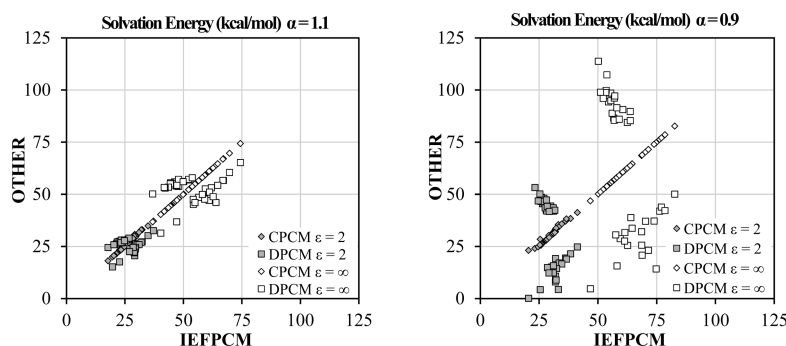 Solvation Energy (kcal/mol) α = 1.1
125
100
75
50
25
0
OTHER
CPCM ε = 2
DPCM ε = 2
CPCM ε = ∞
DPCM ε = ∞
0 25 50 75 100 125
IEFPCM
Solvation Energy (kcal/mol) α = 0.9
125
100
75
50
25
0
OTHER
CPCM ε = 2
DPCM ε = 2
CPCM ε = ∞
DPCM ε = ∞
0 25 50 75 100 125
IEFPCM